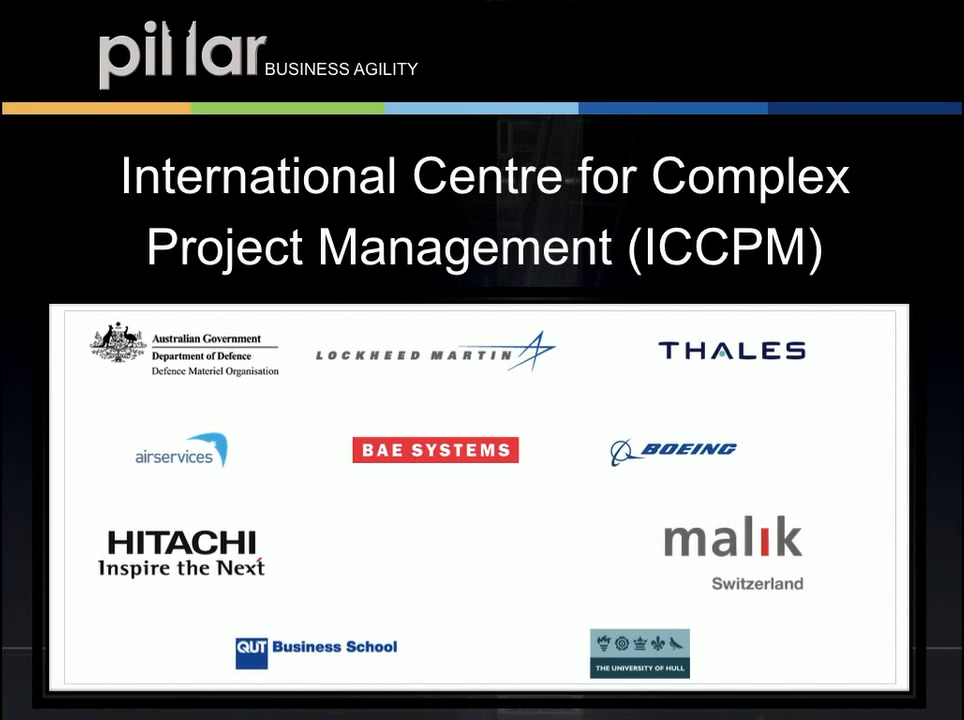 pillar BUSINESS AGILITY
International Centre for Complex
Project Management (ICCPM)
Australian Government
Department of Defence
Defence Materiel Organisation
LOCKHEED MARTIN
THALES
airservices
BAE SYSTEMS
BOEING
HITACHI
Inspire the Next
malik
Switzerland
QUT Business School
THE UNIVERSITY OF HULL